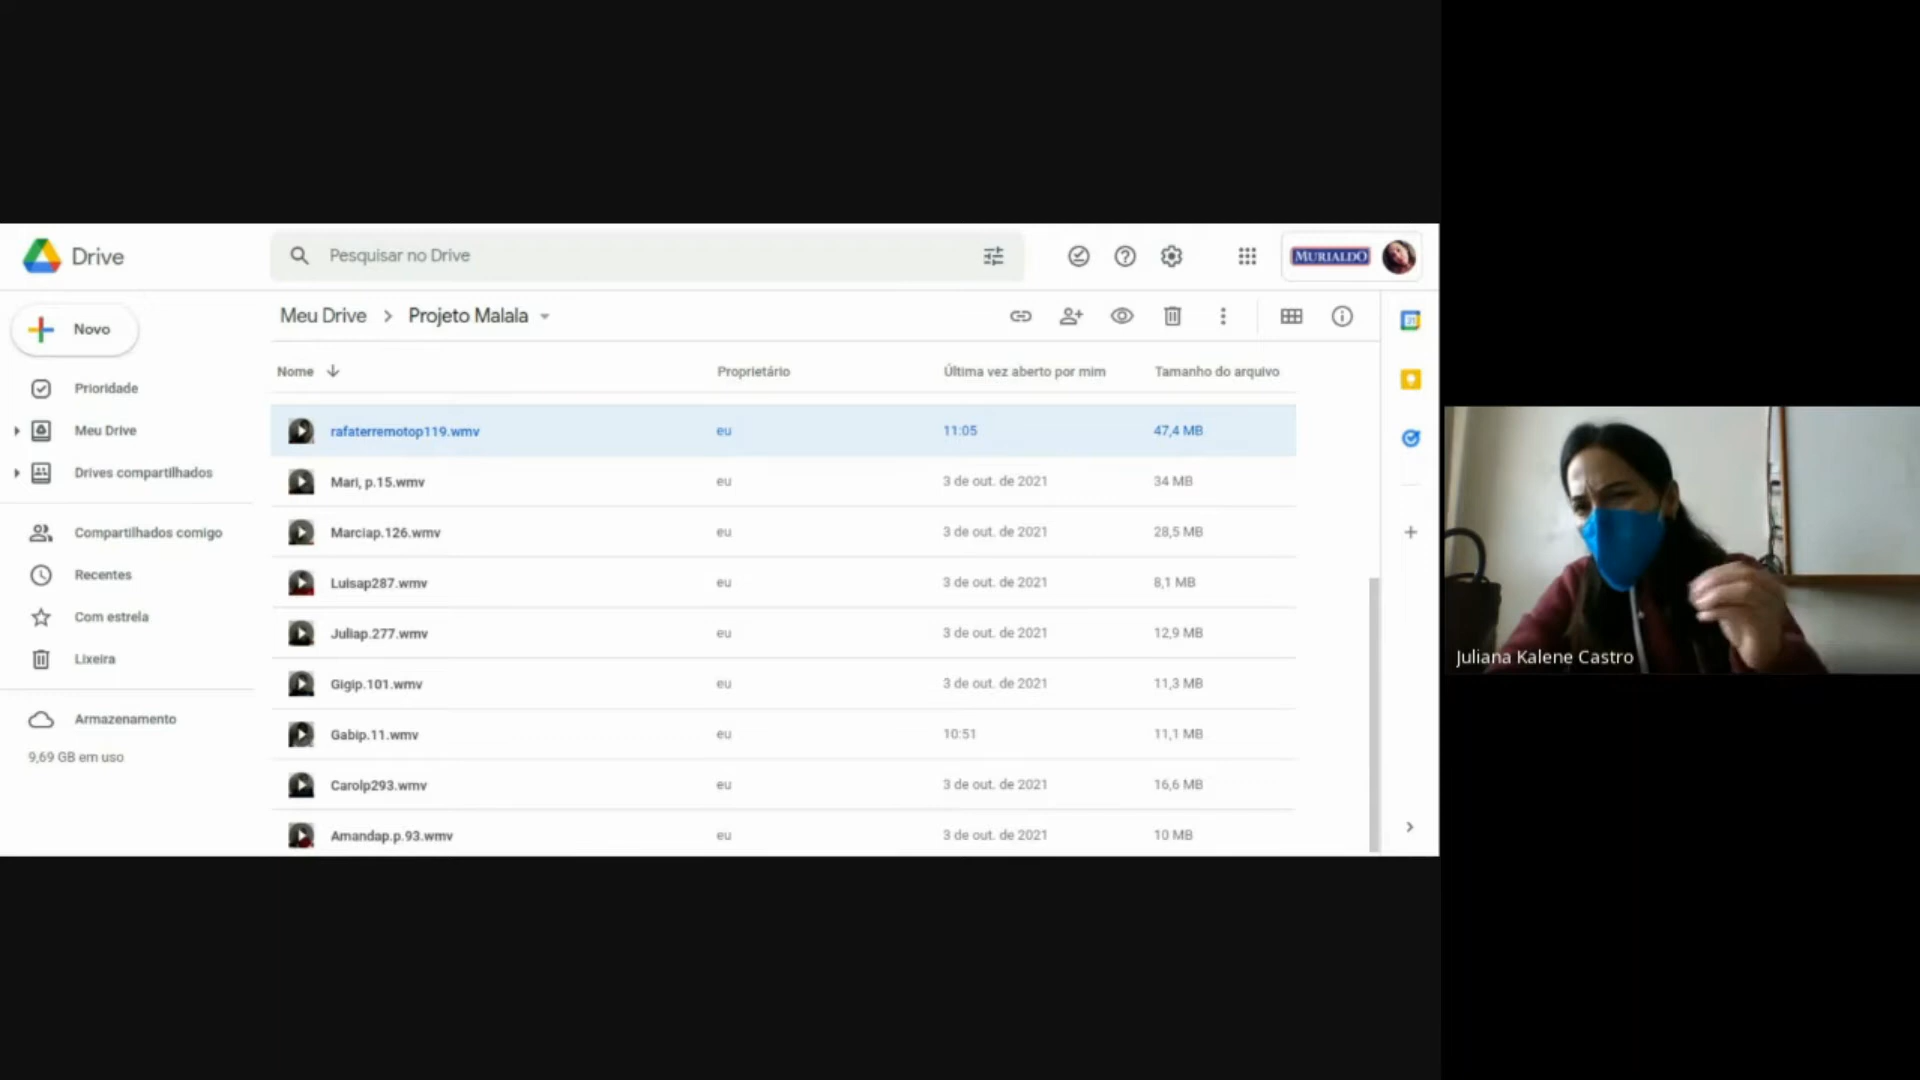 Drive
Pesquisar no Drive
MURIALDO
Novo
Meu Drive > Projeto Malala
Nome Proprietário Última vez aberto por mim Tamanho do arquivo
Prioridade
Meu Drive
Drives compartilhados
Compartilhados comigo
Recentes
Com estrela
Lixeira
Armazenamento
9,69 GB em uso
rafaterremotop119.wmv eu 11:05 47,4 MB
Mari, p.15.wmv eu 3 de out. de 2021 34 MB
Marciap.126.wmv eu 3 de out. de 2021 28,5 MB
Luisap287.wmv eu 3 de out. de 2021 8,1 MB
Juliap.277.wmv eu 3 de out. de 2021 12,9 MB
Gigip.101.wmv eu 3 de out. de 2021 11,3 MB
Gabip.11.wmv eu 10:51 11,1 MB
Carolp293.wmv eu 3 de out. de 2021 16,6 MB
Amandap.p.93.wmv eu 3 de out. de 2021 10 MB
Juliana Kalene Castro